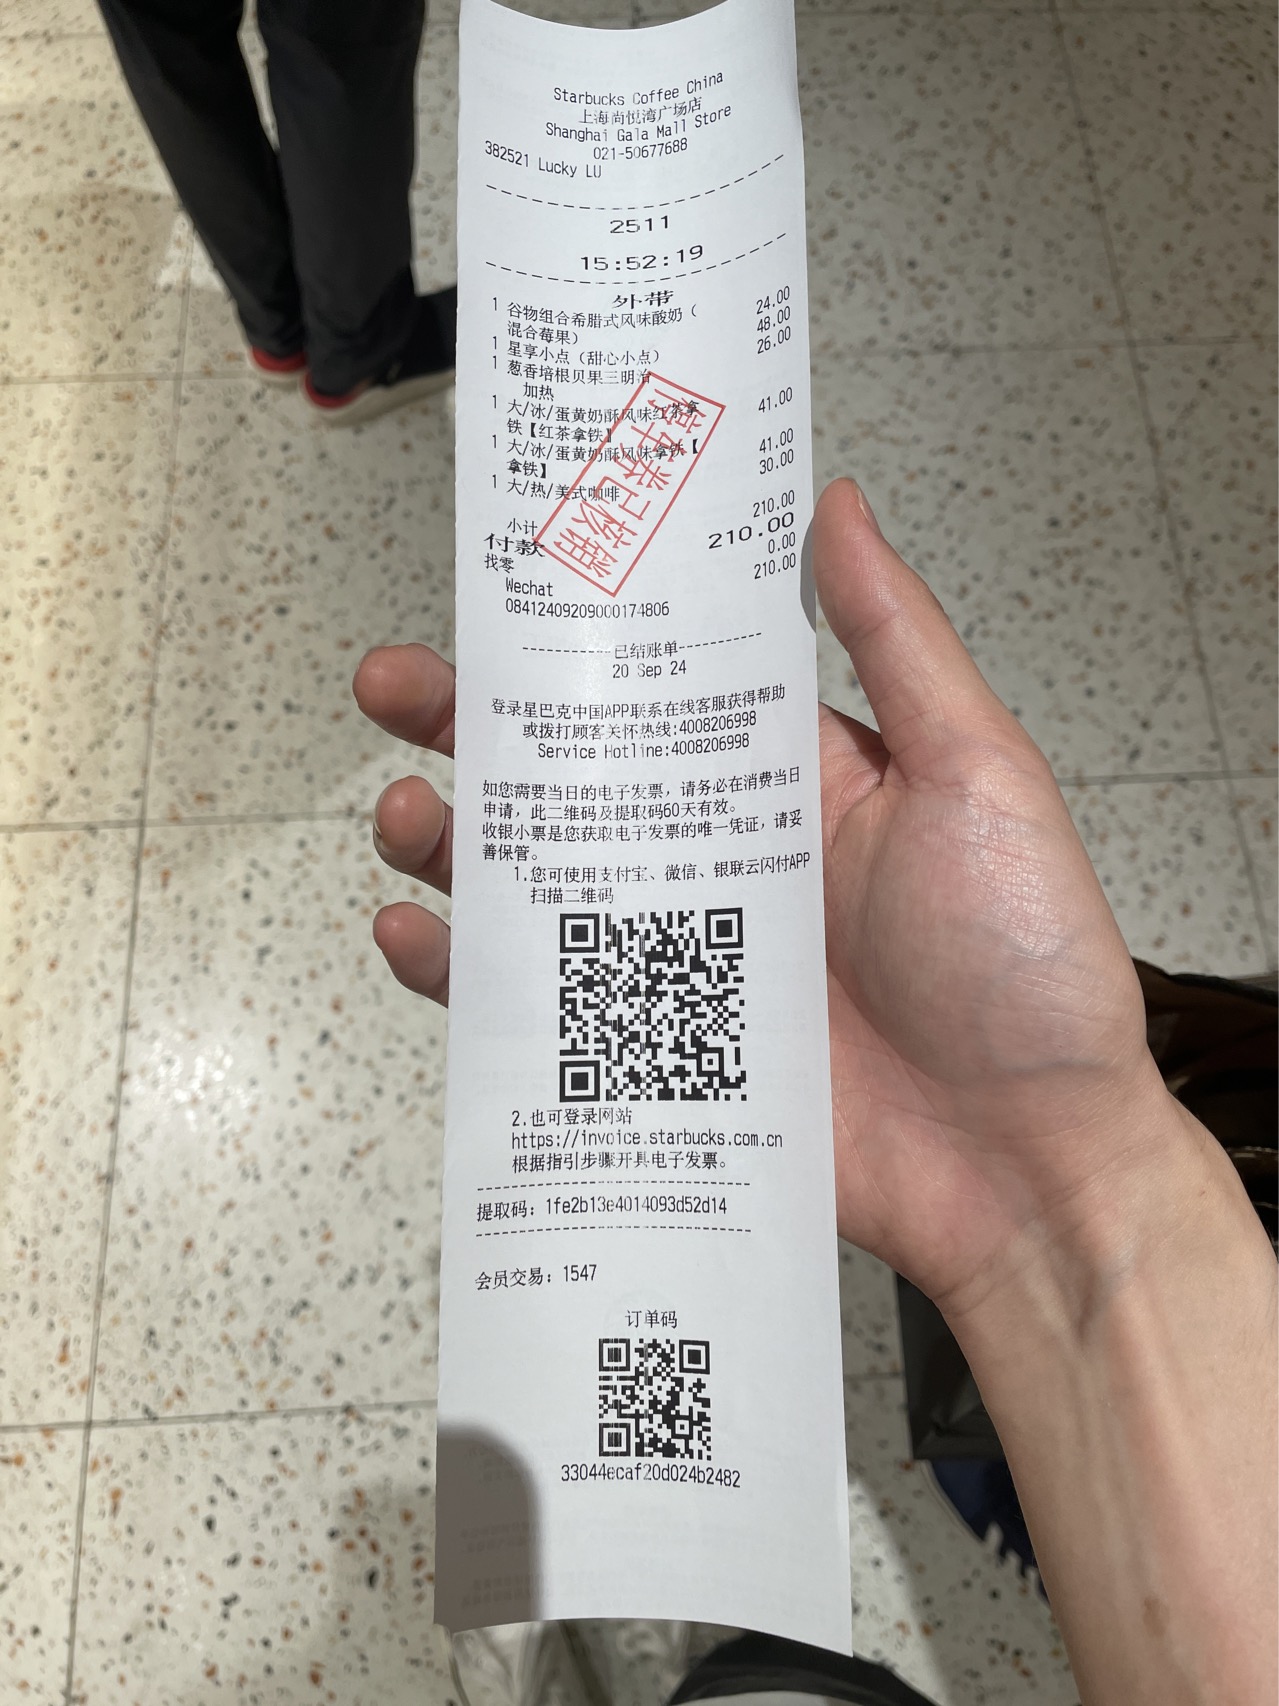 Starbucks Coffee China
上海尚悦湾广场店
Shanghai Gala Mall Store
021-50677688
382521 Lucky LU
2511
15:52:19
外带
1 谷物组合希腊式风味酸奶( 24.00
混合莓果)
1 星享小点(甜心小点) 48.00
1 葱香培根贝果三明治 26.00
加热
1 大/冰/蛋黄奶酥风味红茶拿 41.00
铁【红茶拿铁】
1 大/冰/蛋黄奶酥风味拿铁【 41.00
拿铁】
1 大/热/美式咖啡 30.00
小计 210.00
付款 210.00
找零 0.00
Wechat 210.00
08412409209000174806
已结账单
20 Sep 24
登录星巴克中国APP联系在线客服获得帮助
或拨打顾客关怀热线:4008206998
Service Hotline:4008206998
如您需要当日的电子发票，请务必在消费当日
申请，此二维码及提取码60天有效。
收银小票是您获取电子发票的唯一凭证，请妥
善保管。
1.您可使用支付宝、微信、银联云闪付APP
扫描二维码
2.也可登录网站
https://invoice.starbucks.com.cn
根据指引步骤开具电子发票。
提取码: 1fe2b13e4014093d52d14
会员交易: 1547
订单码
33044ecaf20d024b2482